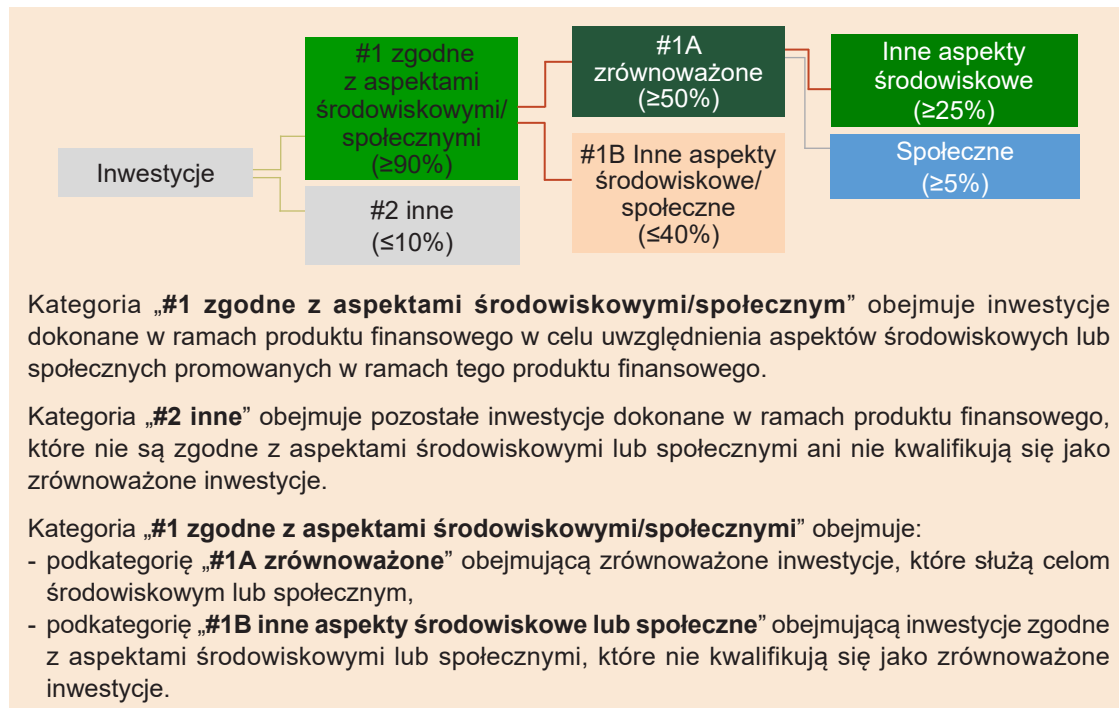 Inwestycje
#1 zgodne
z aspektami
środowiskowymi/
społecznymi
(≥90%)
#2 inne
(≤10%)
#1A
zrównoważone
(≥50%)
#1B Inne aspekty
środowiskowe/
społeczne
(≤40%)
Inne aspekty
środowiskowe
(≥25%)
Społeczne
(≥5%)
Kategoria „#1 zgodne z aspektami środowiskowymi/społecznym” obejmuje inwestycje
dokonane w ramach produktu finansowego w celu uwzględnienia aspektów środowiskowych lub
społecznych promowanych w ramach tego produktu finansowego.
Kategoria „#2 inne” obejmuje pozostałe inwestycje dokonane w ramach produktu finansowego,
które nie są zgodne z aspektami środowiskowymi lub społecznymi ani nie kwalifikują się jako
zrównoważone inwestycje.
Kategoria „#1 zgodne z aspektami środowiskowymi/społecznymi” obejmuje:
- podkategorię „#1A zrównoważone” obejmującą zrównoważone inwestycje, które służą celom
środowiskowym lub społecznym,
- podkategorię „#1B inne aspekty środowiskowe lub społeczne” obejmującą inwestycje zgodne
z aspektami środowiskowymi lub społecznymi, które nie kwalifikują się jako zrównoważone
inwestycje.